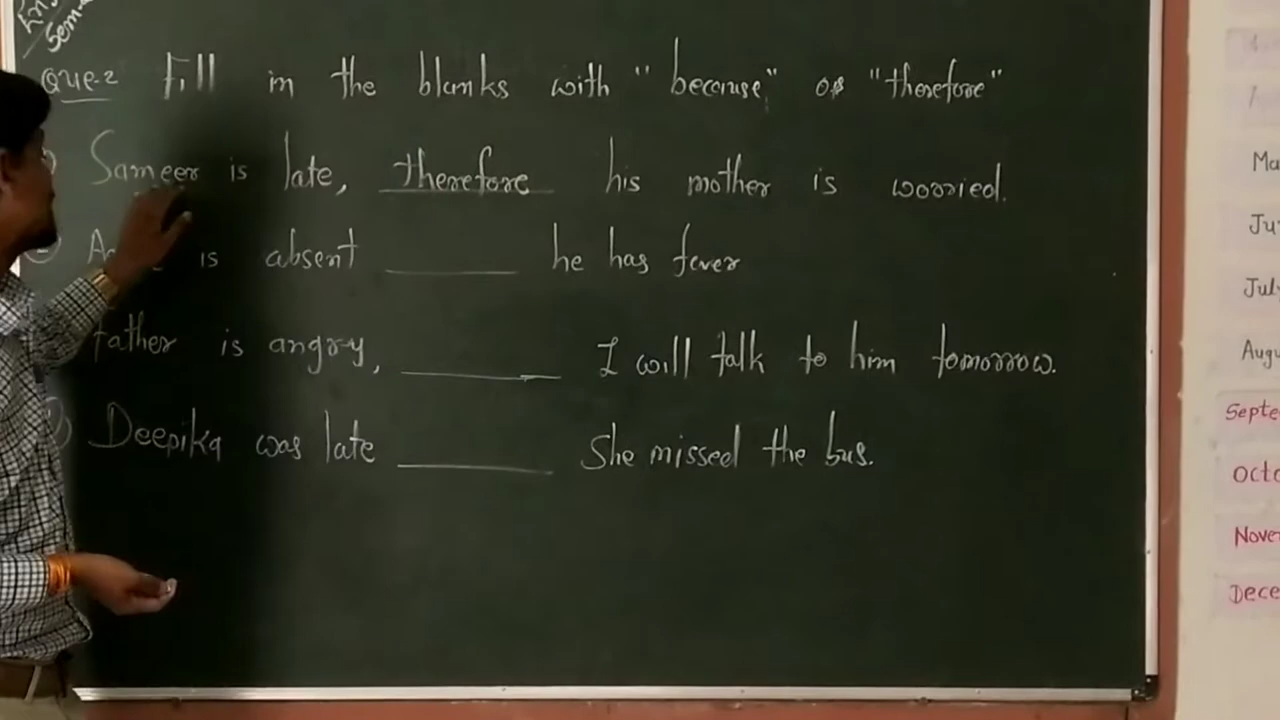 Sem-
Que-2 Fill in the blanks with "because" or "therefore"
Sameer is late, therefore his mother is worried.
is absent ______ he has fever
Father is angry, ______ I will talk to him tomorrow.
Deepika was late ______ She missed the bus.
Ma
Ju
July
Augu
Septe
Octo
Nove
Dece